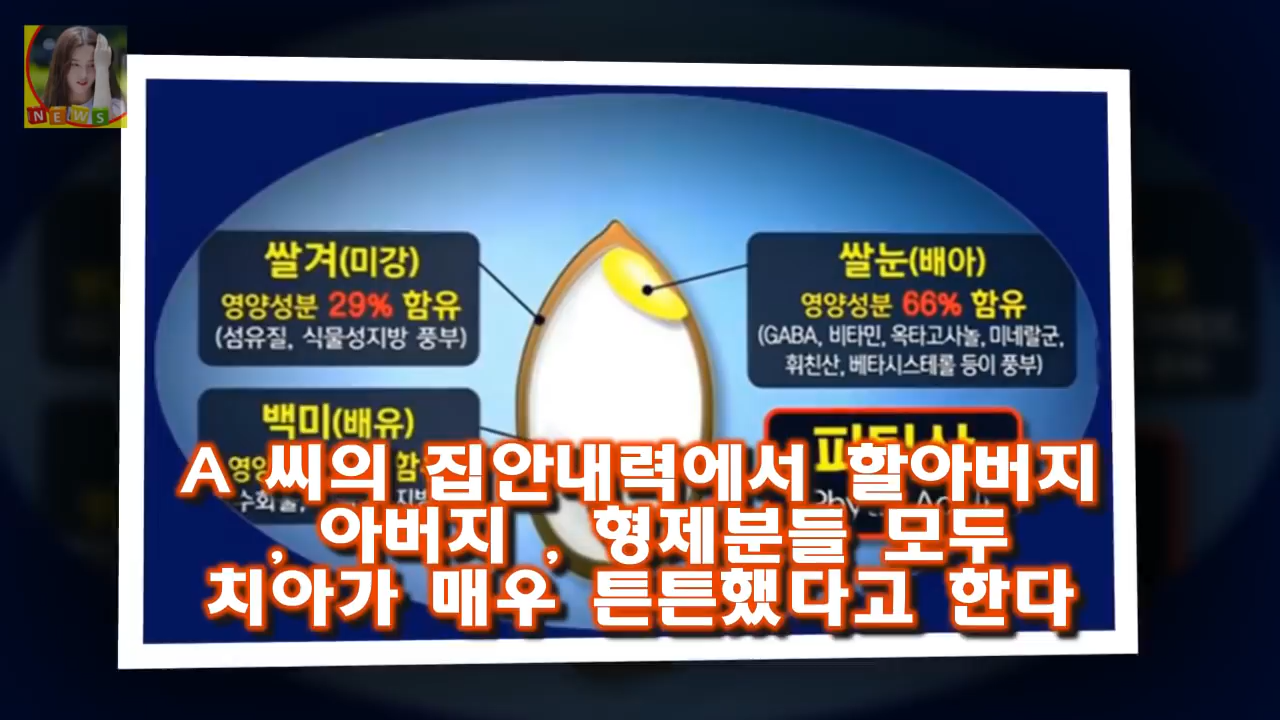 NEWS
쌀겨(미강)
영양성분 29% 함유
(섬유질, 식물성지방 풍부)
쌀눈(배아)
영양성분 66% 함유
(GABA, 비타민, 옥타고사놀, 미네랄군,
휘친산, 베타시스테롤 등이 풍부)
백미(배유)
A 씨의 집안내력에서 할아버지
, 아버지 , 형제분들 모두
치아가 매우 튼튼했다고 한다